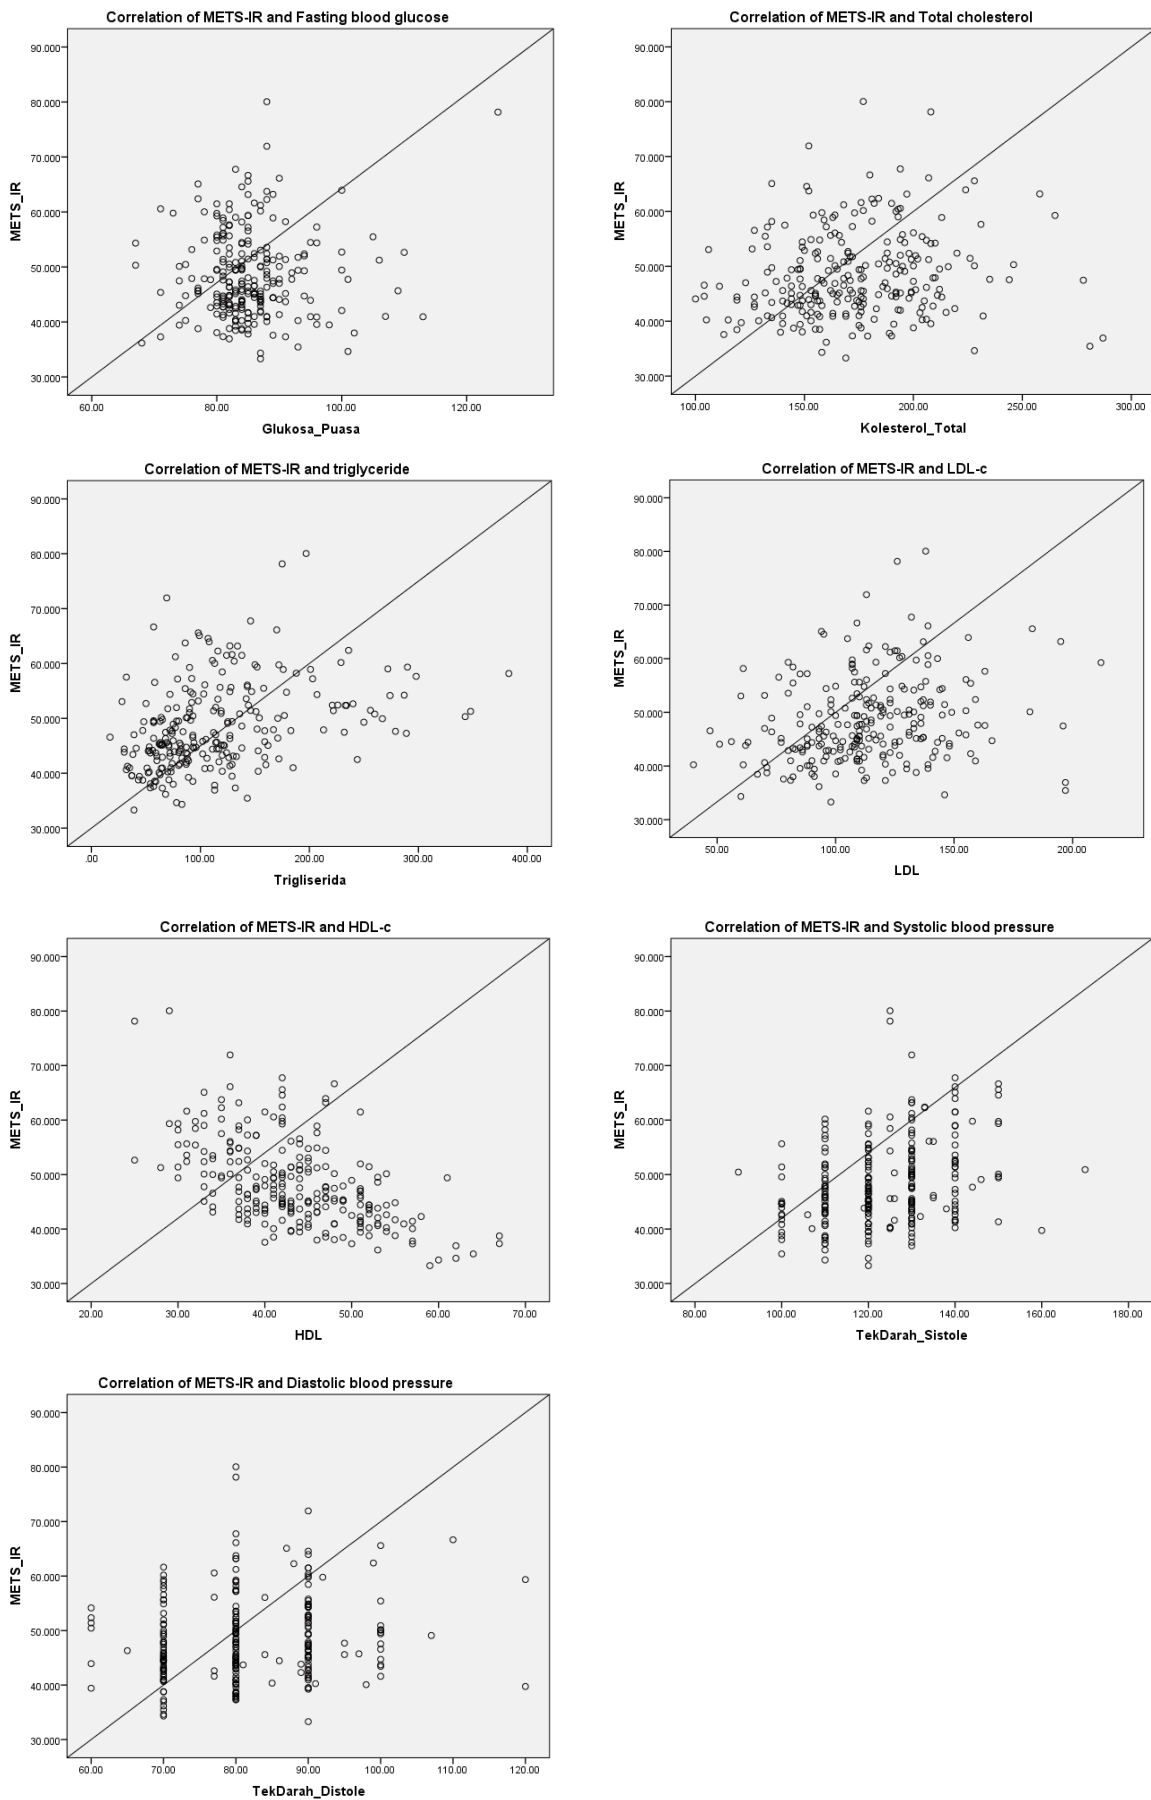 Correlation of METS-IR and Fasting blood glucose
METS_IR
90.000
80.000
70.000
60.000
50.000
40.000
30.000
60.00 80.00 100.00 120.00
Glukosa_Puasa
Correlation of METS-IR and Total cholesterol
METS_IR
90.000
80.000
70.000
60.000
50.000
40.000
30.000
100.00 150.00 200.00 250.00 300.00
Kolesterol_Total
Correlation of METS-IR and triglyceride
METS_IR
90.000
80.000
70.000
60.000
50.000
40.000
30.000
.00 100.00 200.00 300.00 400.00
Trigliserida
Correlation of METS-IR and LDL-c
METS_IR
90.000
80.000
70.000
60.000
50.000
40.000
30.000
50.00 100.00 150.00 200.00
LDL
Correlation of METS-IR and HDL-c
METS_IR
90.000
80.000
70.000
60.000
50.000
40.000
30.000
20.00 30.00 40.00 50.00 60.00 70.00
HDL
Correlation of METS-IR and Systolic blood pressure
METS_IR
90.000
80.000
70.000
60.000
50.000
40.000
30.000
80.00 100.00 120.00 140.00 160.00 180.00
TekDarah_Sistole
Correlation of METS-IR and Diastolic blood pressure
METS_IR
90.000
80.000
70.000
60.000
50.000
40.000
30.000
60.00 70.00 80.00 90.00 100.00 110.00 120.00
TekDarah_Distole